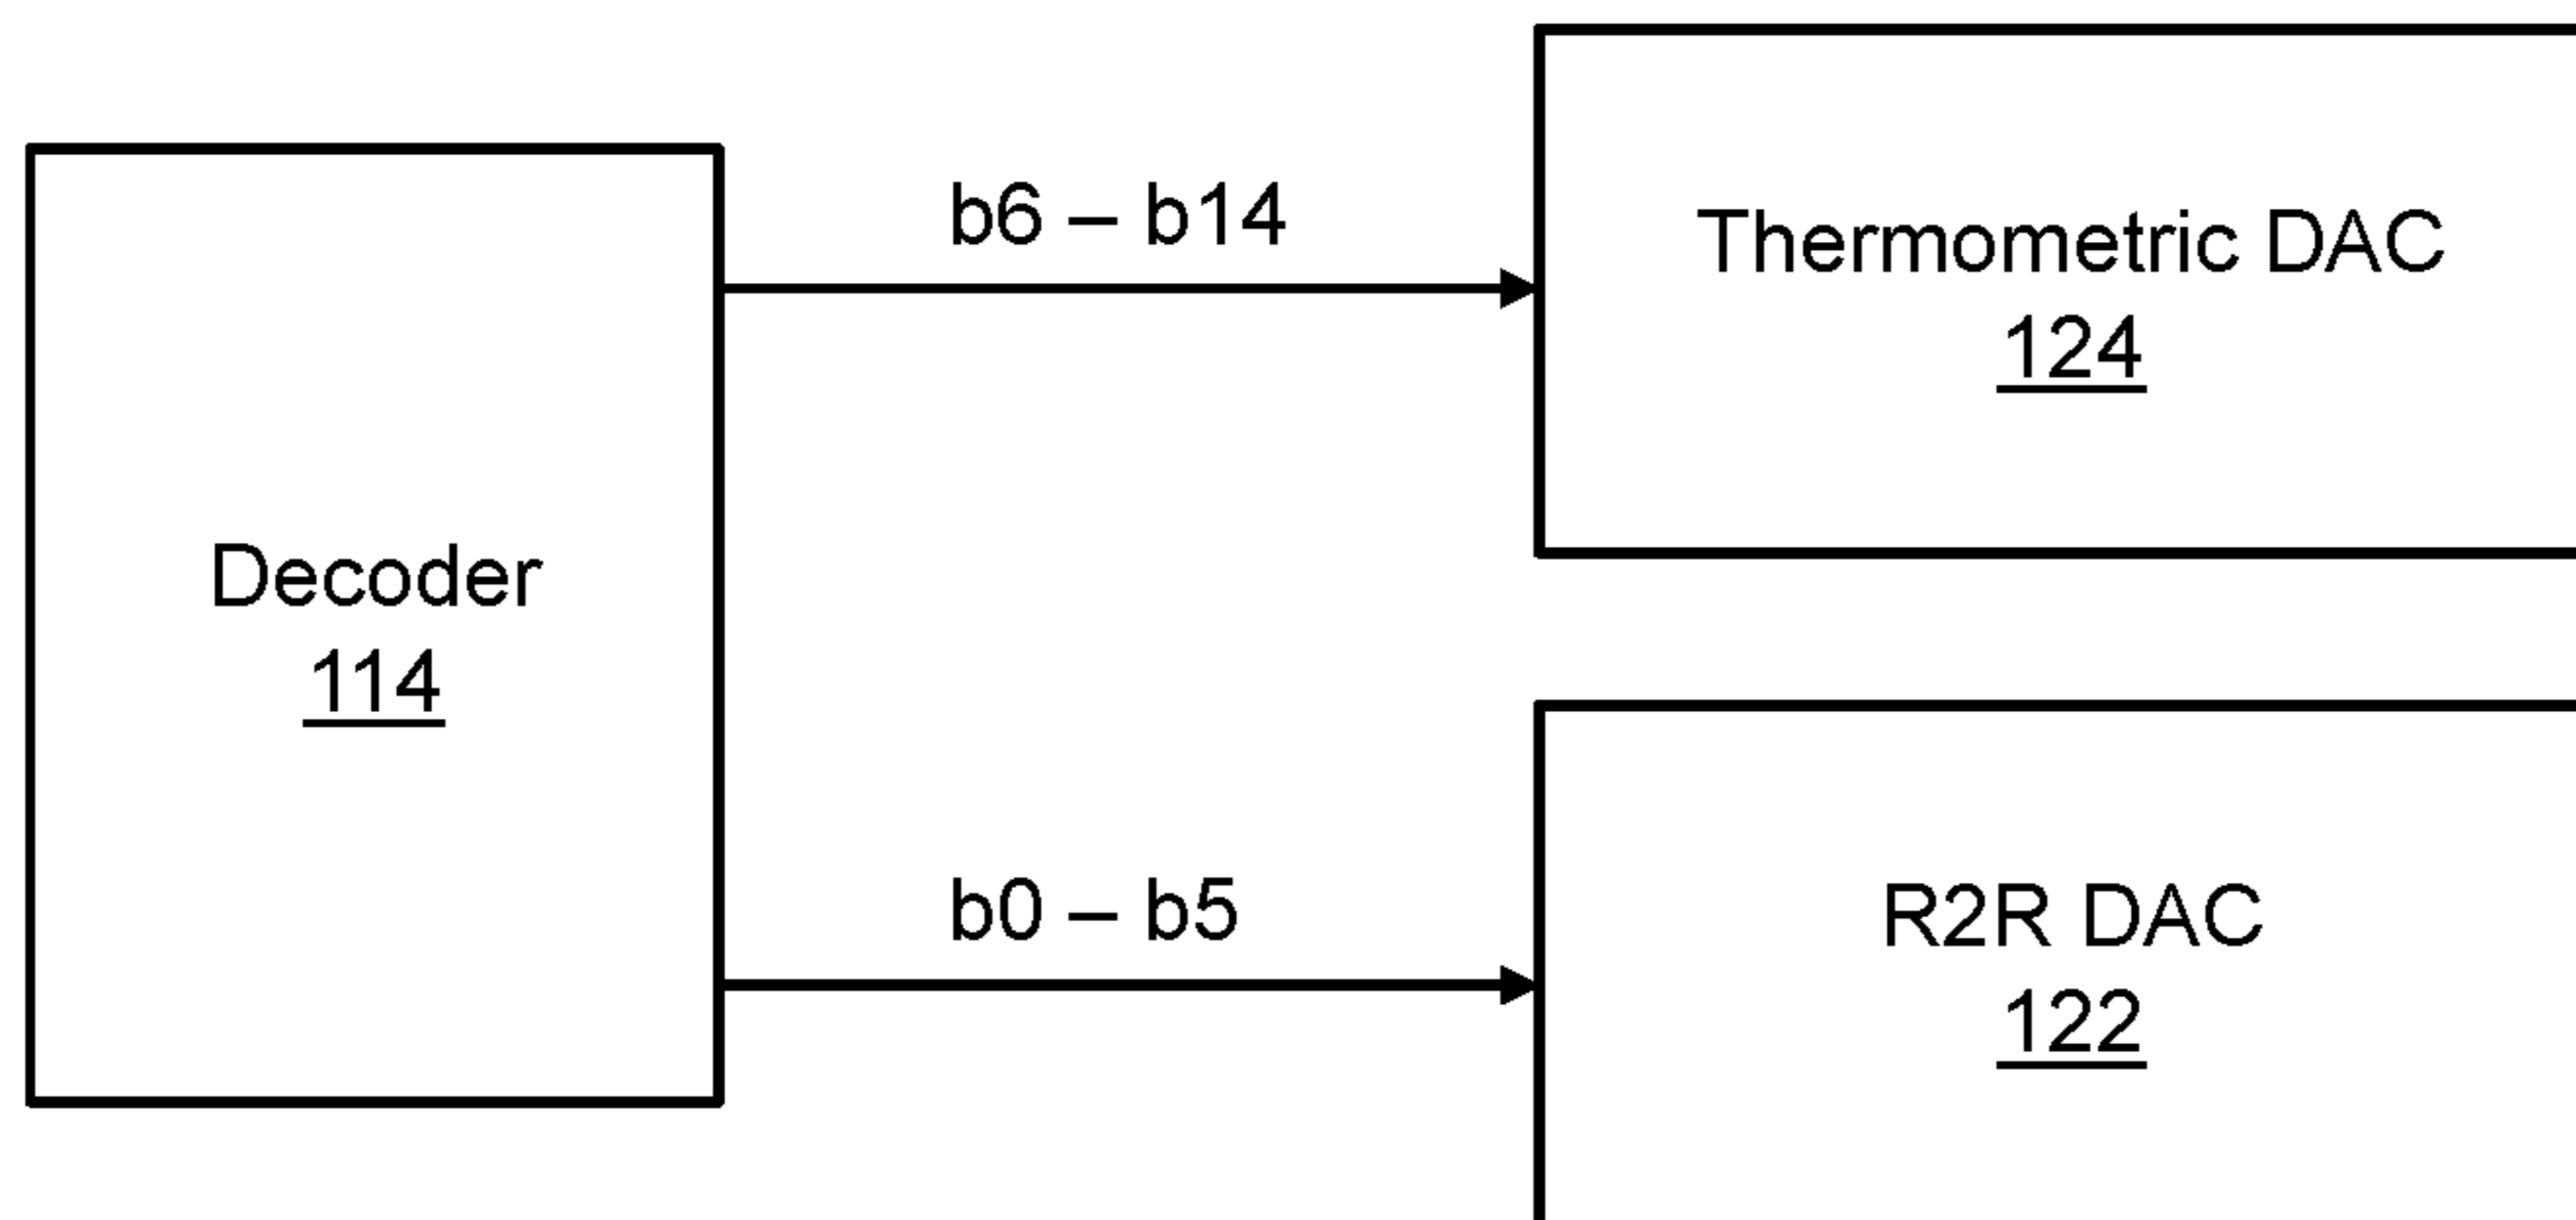 b6 – b14
Thermometric DAC
124
Decoder
114
b0 – b5
R2R DAC
122